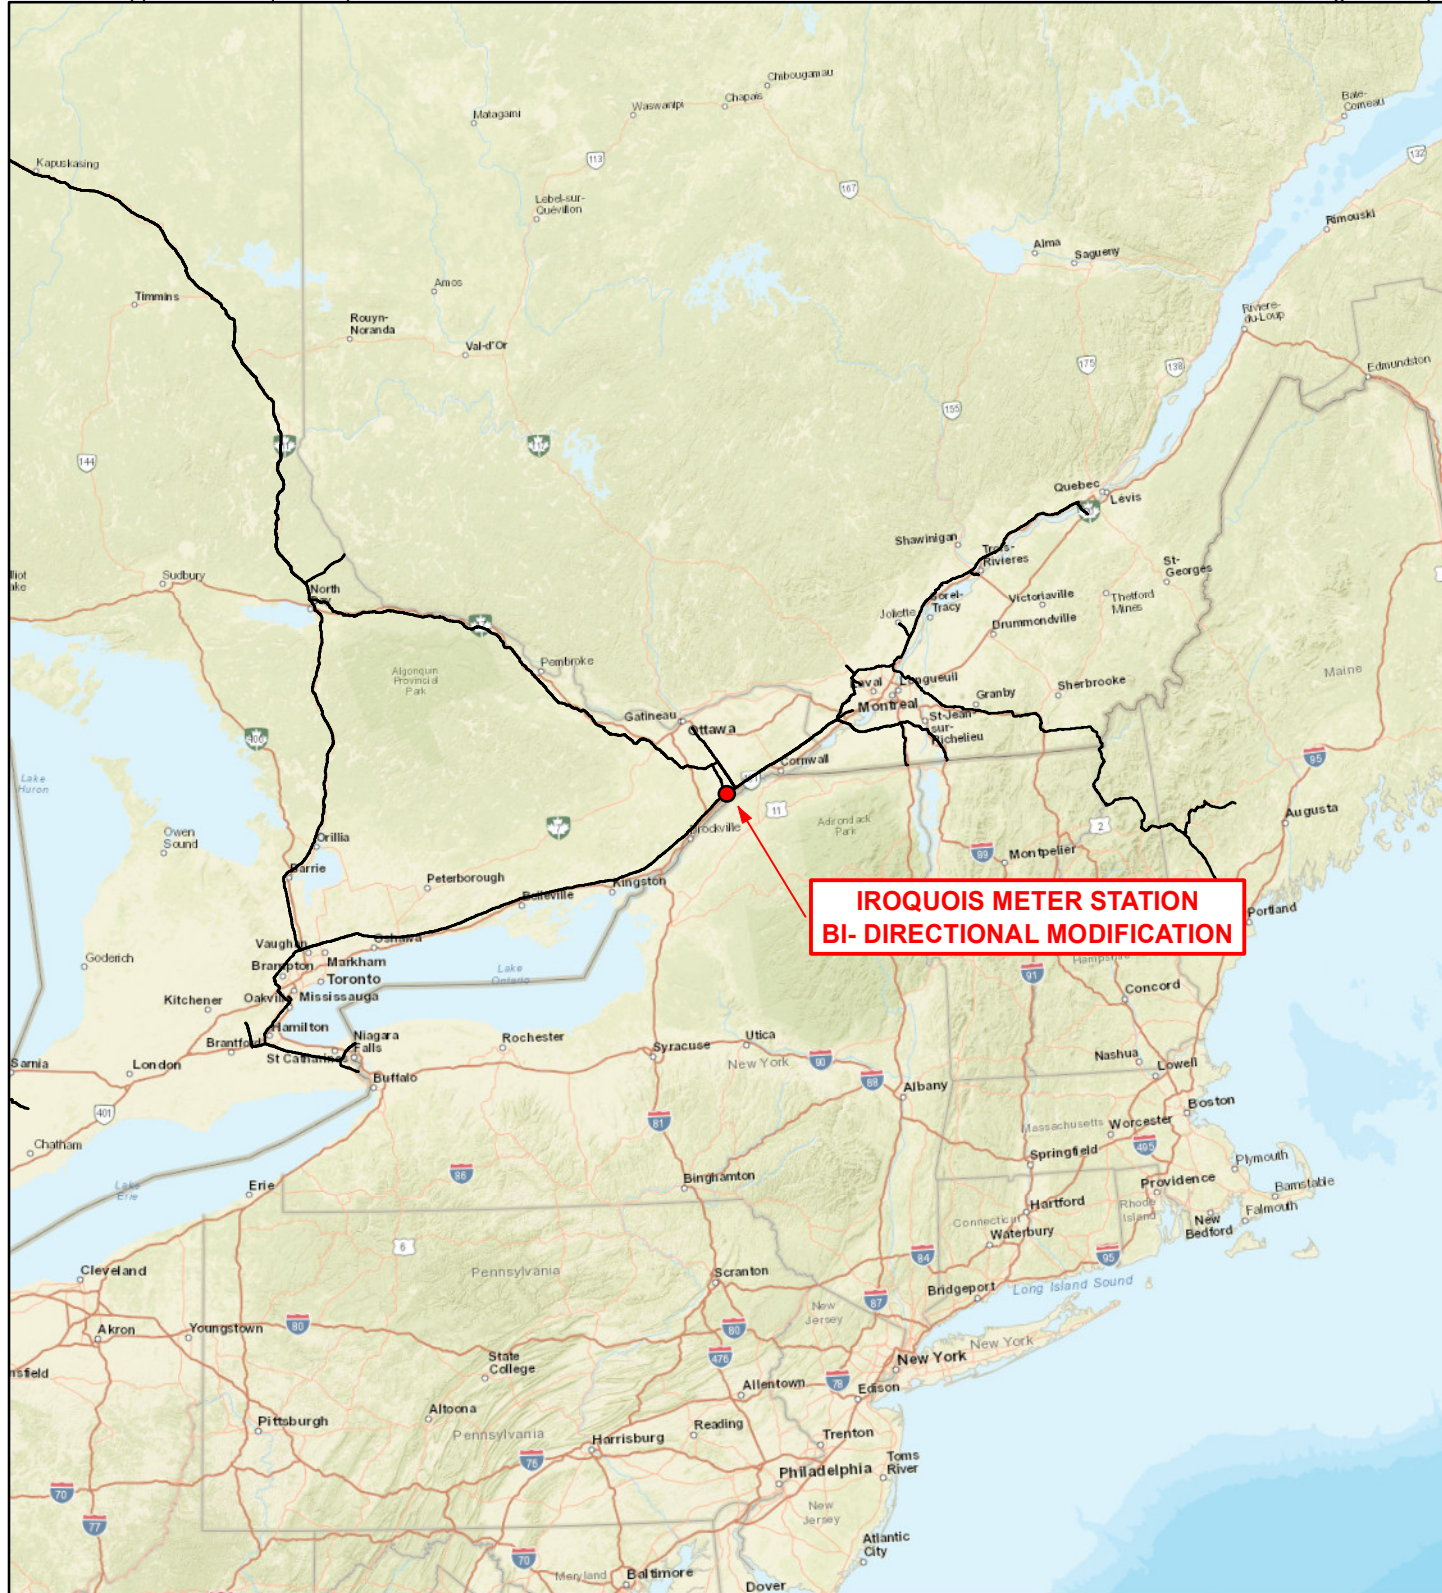 Chibougamau
Chapais
Waswanipi
Matagami
Baie-
Comeau
113
132
Kapuskasing
167
Lebel-sur-
Quévillon
Rimouski
Alma
Sagueny
Amos
Timmins
Riviere-
du-Loup
Rouyn-
Noranda
Val-d'Or
175
138
Edmundston
155
144
Quebec
Lévis
Shawinigan
Trois-
Rivieres
St-
Georges
Sudbury
North
Bay
Victoriaville
Thetford
Mines
Sorel-
Tracy
Joliette
Drummondville
Pembroke
Algonquin
Provincial
Park
Maine
Laval
Longueuil
Sherbrooke
Granby
Montreal
Gatineau
Ottawa
St-Jean-
sur-
Richelieu
Cornwall
Lake
Huron
95
11
2
Augusta
Adirondack
Park
Brockville
Owen
Sound
Orillia
7
89
Montpelier
Barrie
Peterborough
Kingston
Belleville
IROQUOIS METER STATION
BI- DIRECTIONAL MODIFICATION
Portland
Vaughan
Oshawa
Markham
Goderich
Brampton
Toronto
Lake
Ontario
Hampshire
91
Concord
Kitchener
Oakville
Mississauga
Hamilton
Niagara
Falls
Rochester
Utica
Brantford
St Catharines
Syracuse
New York
90
Nashua
Lowell
Sarnia
London
Buffalo
88
Albany
401
Boston
81
Massachusetts
Worcester
495
Chatham
Springfield
Plymouth
86
Binghamton
Providence
Barnstable
Lake
Erie
Erie
Hartford
Rhode
Island
Falmouth
Connecticut
New
Bedford
Waterbury
6
84
95
Cleveland
Pennsylvania
Scranton
Bridgeport
Long Island Sound
87
New
Jersey
Akron
Youngstown
80
80
New York
New York
476
State
College
nsfield
78
Allentown
Edison
Altoona
Pittsburgh
Pennsylvania
Reading
Harrisburg
Trenton
76
Toms
River
Philadelphia
70
New
Jersey
77
Atlantic
City
70
Maryland
Baltimore
Dover